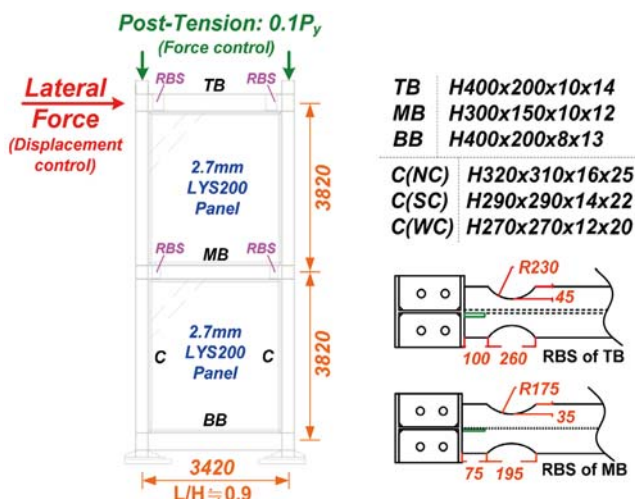 Post-Tension: 0.1Py
(Force control)
RBS
TB
RBS
Lateral
Force
(Displacement
control)
2.7mm
LYS200
Panel
3820
RBS
MB
RBS
2.7mm
LYS200
Panel
C
C
3820
BB
3420
L/H≒0.9
TB H400x200x10x14
MB H300x150x10x12
BB H400x200x8x13
C(NC) H320x310x16x25
C(SC) H290x290x14x22
C(WC) H270x270x12x20
R230
45
100
260
RBS of TB
R175
35
75
195
RBS of MB